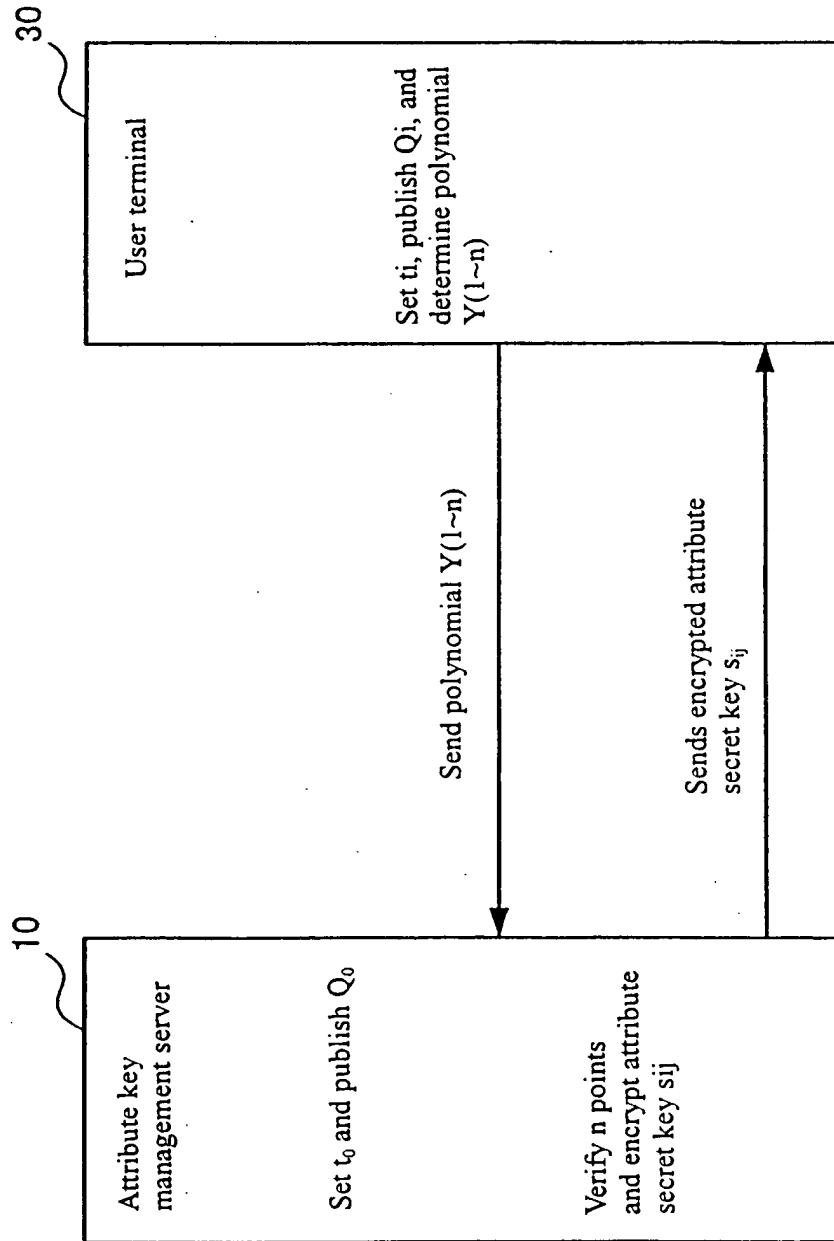 10
Attribute key
management server
Set t₀ and publish Q₀
Verify n points
and encrypt attribute
secret key sij
Send polynomial Y(1~n)
Sends encrypted attribute
secret key sᵢⱼ
30
User terminal
Set ti, publish Qi, and
determine polynomial
Y(1~n)